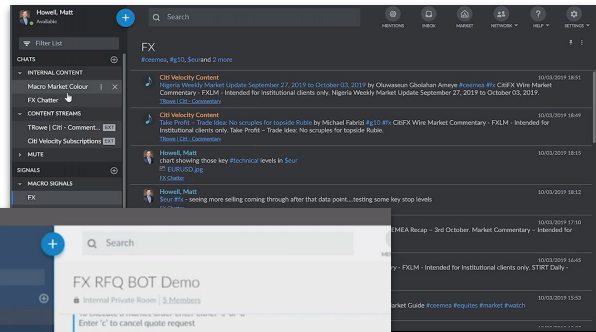 Howell, Matt
Available
Search
MENTIONS
INBOX
MARKET
NETWORK
HELP
SETTINGS
Filter List
CHATS
INTERNAL CONTENT
Macro Market Colour
FX Chatter
CONTENT STREAMS
TRowe | Citi - Comment... EXT
Citi Velocity Subscriptions EXT
MUTE
SIGNALS
MACRO SIGNALS
FX
FX
#ceemea, #g10, $eur and 2 more
Citi Velocity Content 10/03/2019 18:51
Nigeria Weekly Market Update September 27, 2019 to October 03, 2019 by Oluwaseun Gbolahan Ameye #ceemea #fx CitiFX Wire Market
Commentary - FXLM - Intended for institutional clients only. Nigeria Weekly Market Update September 27, 2019 to October 03, 2019.
TRowe | Citi - Commentary
Citi Velocity Content 10/03/2019 18:49
Take Profit – Trade Idea: No scruples for topside Ruble by Michael Fabrizi #g10 #fx CitiFX Wire Market Commentary - FXLM - Intended for
Institutional clients only. Take Profit – Trade Idea: No scruples for topside Ruble.
TRowe | Citi - Commentary
Howell, Matt 10/03/2019 18:15
chart showing those key #technical levels in $eur
EURUSD.jpg
FX Chatter
Howell, Matt 10/03/2019 18:12
$eur #fx - seeing more selling coming through after that data point....testing some key stop levels
10/03/2019 17:18
EMEA Recap – 3rd October. Market Commentary – Intended for
10/03/2019 16:45
ry - FXLM - Intended for Institutional clients only. STIRT Daily -
10/03/2019 15:53
arket Guide #ceemea #equites #market #watch
Search
FX RFQ BOT Demo
Internal Private Room | 5 Members
Enter 'c' to cancel quote request